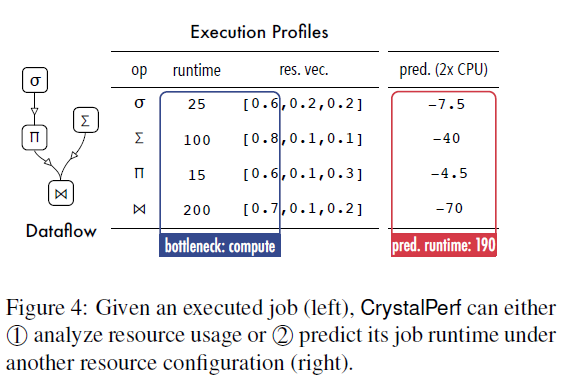 Execution Profiles
op runtime res. vec. pred. (2x CPU)
σ 25 [0.6,0.2,0.2] −7.5
Σ 100 [0.8,0.1,0.1] −40
Π 15 [0.6,0.1,0.3] −4.5
⋈ 200 [0.7,0.1,0.2] −70
bottleneck: compute pred. runtime: 190
σ
Σ
Π
⋈
Dataflow
Figure 4: Given an executed job (left), CrystalPerf can either
① analyze resource usage or ② predict its job runtime under
another resource configuration (right).